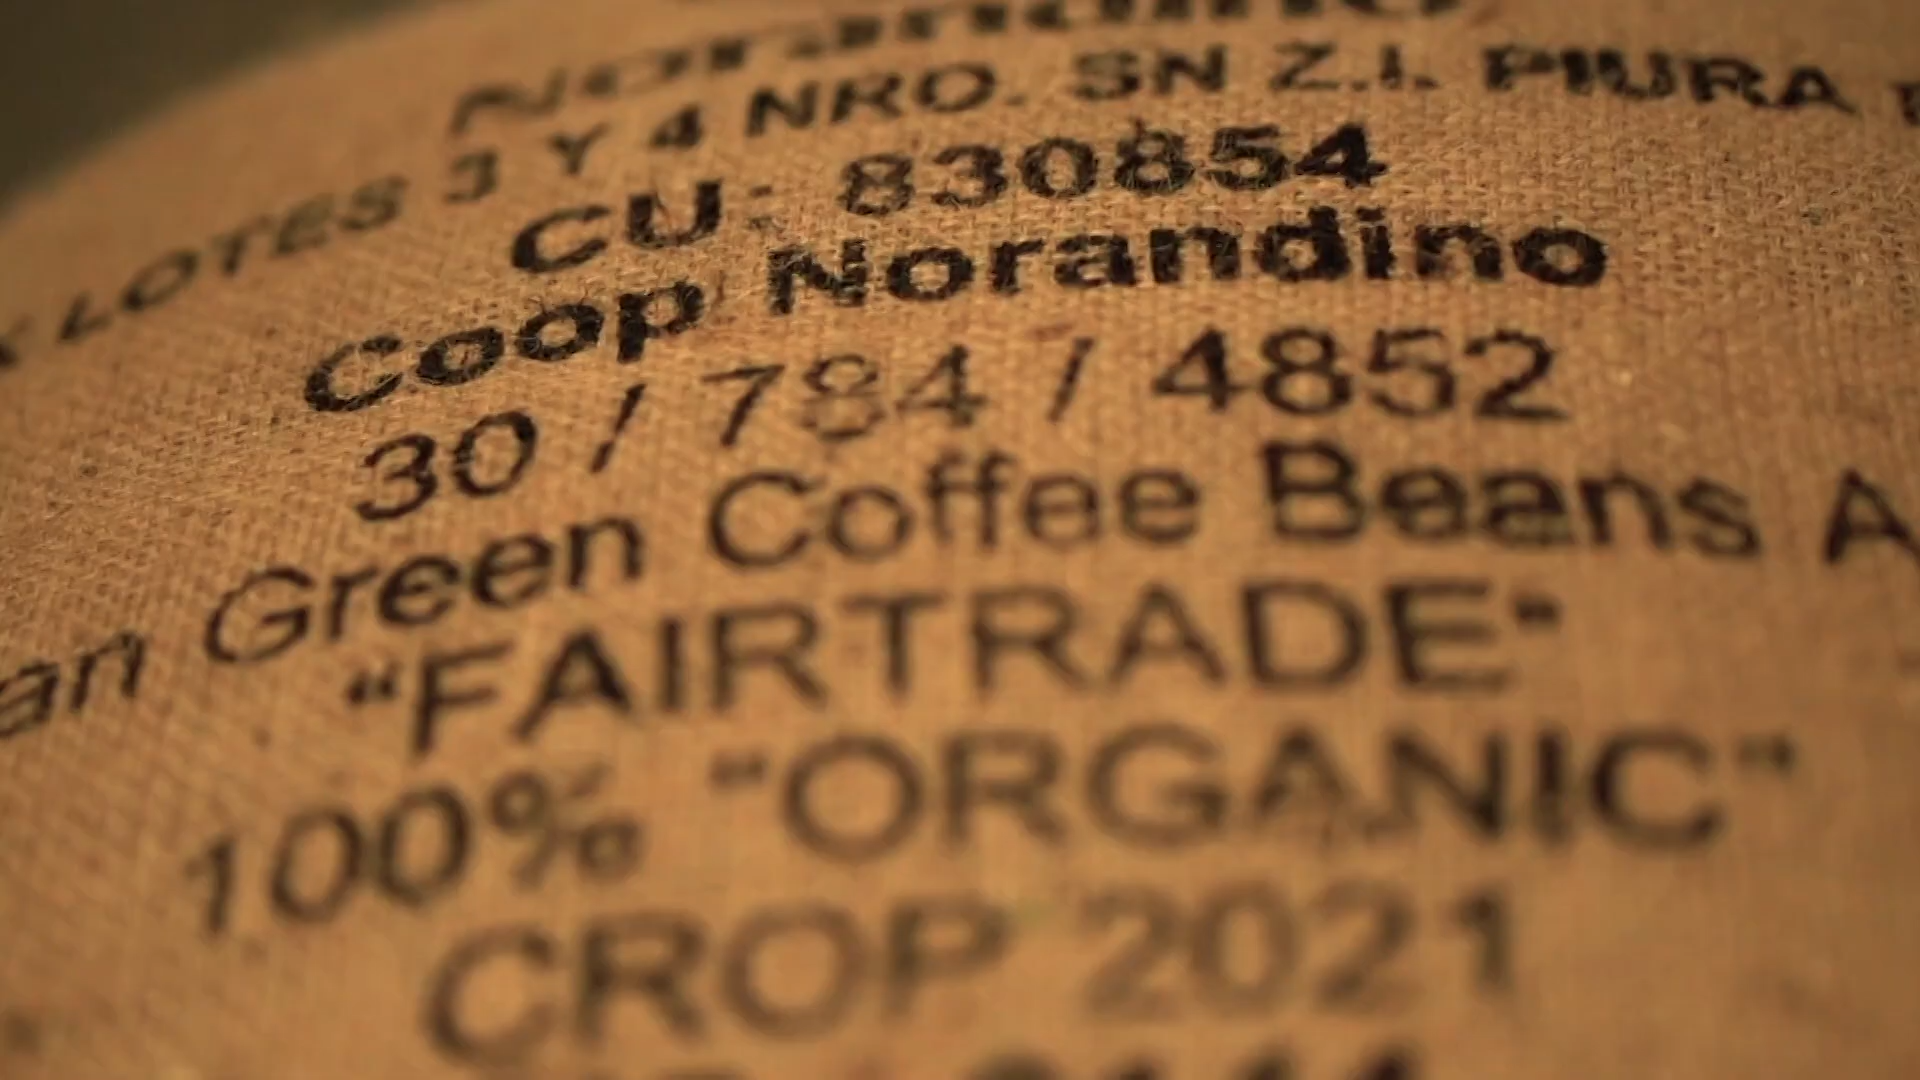 Norandino
LOTES 3 Y 4 NRO. SN Z.I. PIURA
CU: 830854
Coop Norandino
30 / 784 / 4852
Green Coffee Beans
"FAIRTRADE"
100% "ORGANIC"
CROP 2021